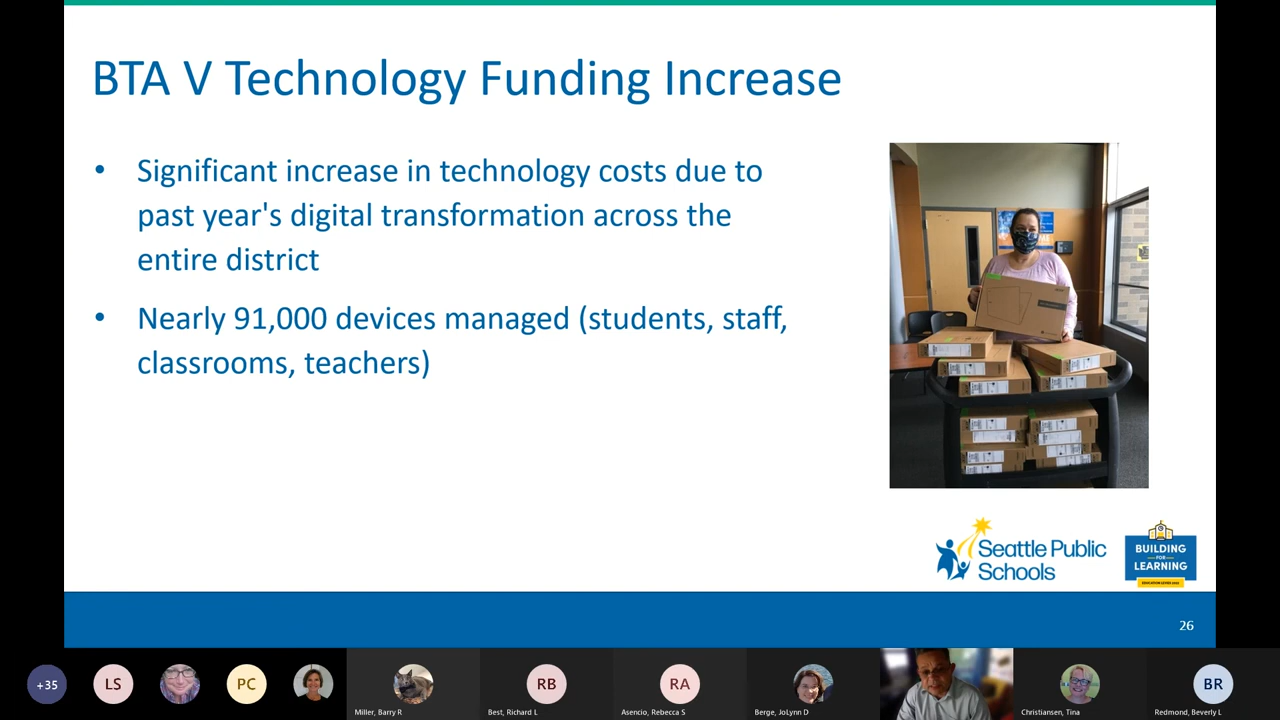 BTA V Technology Funding Increase
• Significant increase in technology costs due to
past year's digital transformation across the
entire district
• Nearly 91,000 devices managed (students, staff,
classrooms, teachers)
Seattle Public
Schools
BUILDING
FOR
LEARNING
26
+35
LS
PC
RB
RA
BR
Miller, Barry R
Best, Richard L
Asencio, Rebecca S
Berge, JoLynn D
Christiansen, Tina
Redmond, Beverly L